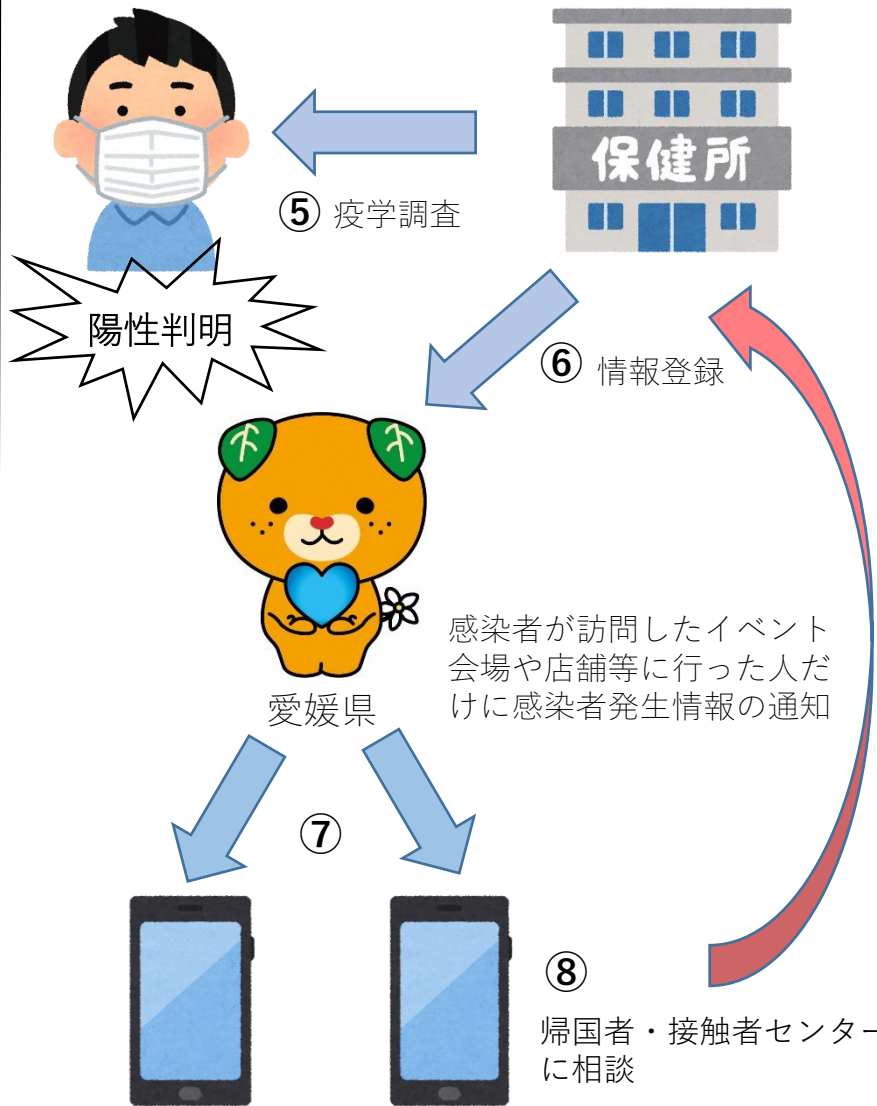 保健所
⑤ 疫学調査
陽性判明
⑥ 情報登録
感染者が訪問したイベント
会場や店舗等に行った人だ
けに感染者発生情報の通知
愛媛県
⑦
⑧
帰国者・接触者センター
に相談